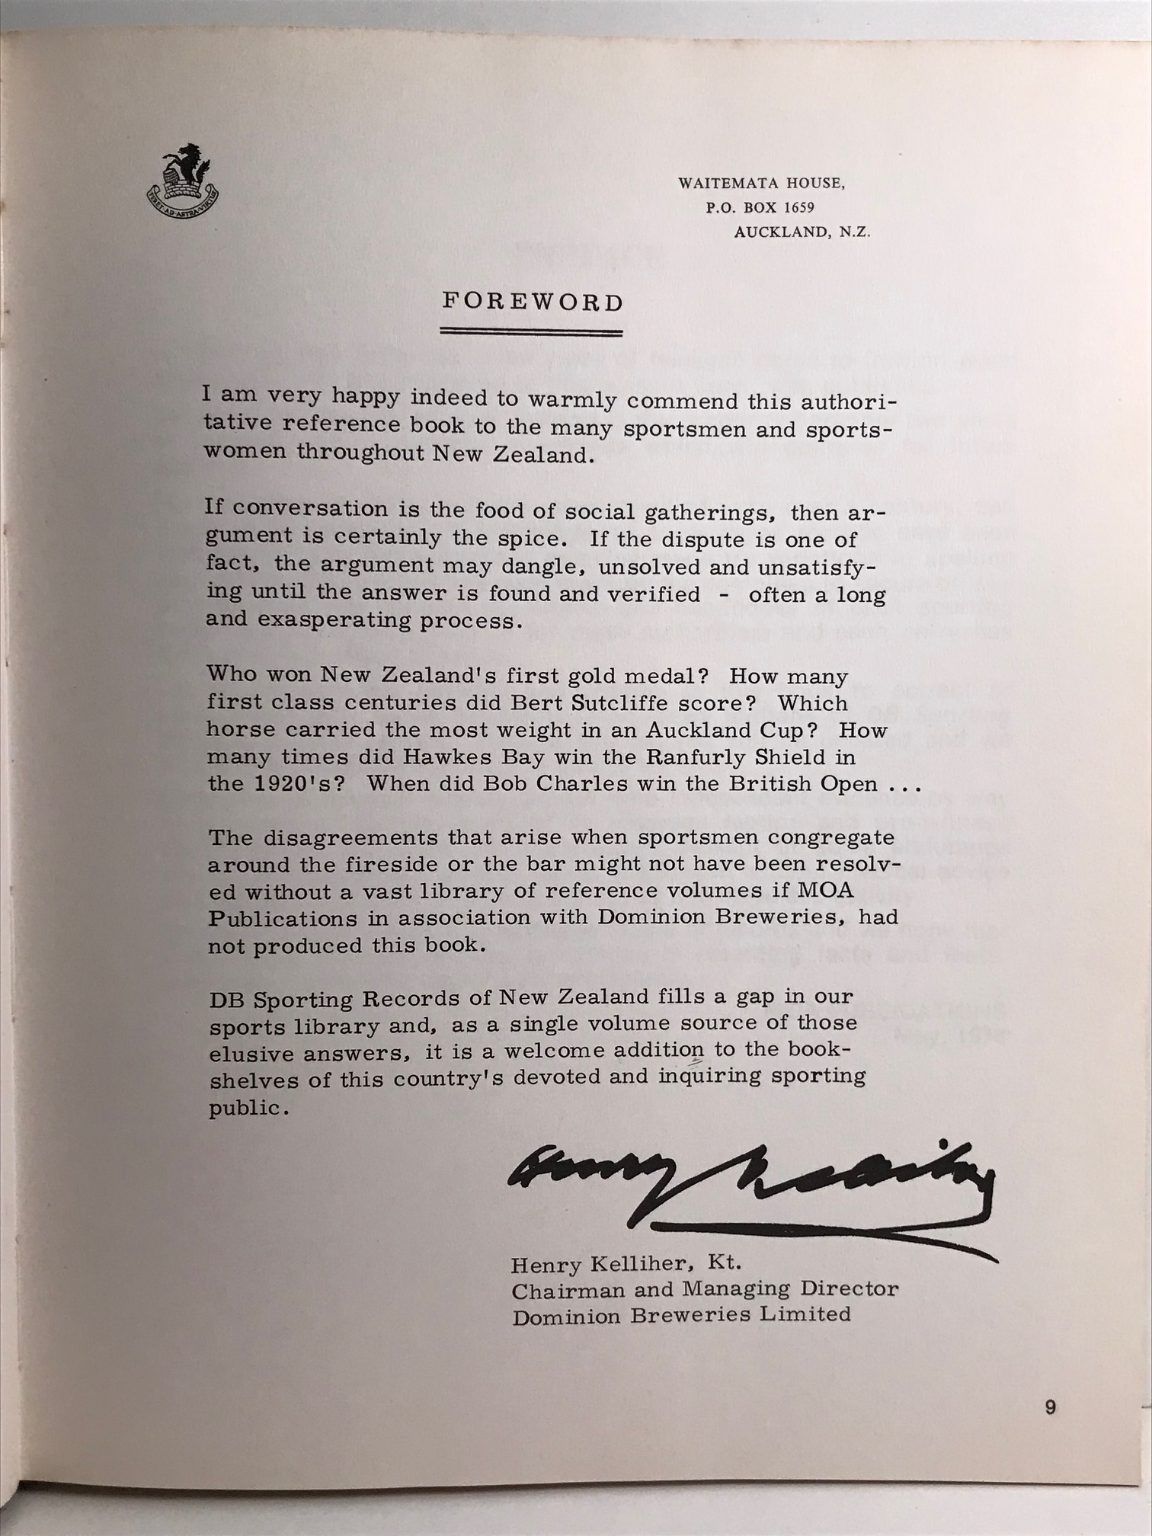 WAITEMATA HOUSE,
P.O. BOX 1659
AUCKLAND, N.Z.
FOREWORD
I am very happy indeed to warmly commend this authori-
tative reference book to the many sportsmen and sports-
women throughout New Zealand.
If conversation is the food of social gatherings, then ar-
gument is certainly the spice. If the dispute is one of
fact, the argument may dangle, unsolved and unsatisfy-
ing until the answer is found and verified - often a long
and exasperating process.
Who won New Zealand's first gold medal? How many
first class centuries did Bert Sutcliffe score? Which
horse carried the most weight in an Auckland Cup? How
many times did Hawkes Bay win the Ranfurly Shield in
the 1920's? When did Bob Charles win the British Open ...
The disagreements that arise when sportsmen congregate
around the fireside or the bar might not have been resolv-
ed without a vast library of reference volumes if MOA
Publications in association with Dominion Breweries, had
not produced this book.
DB Sporting Records of New Zealand fills a gap in our
sports library and, as a single volume source of those
elusive answers, it is a welcome addition to the book-
shelves of this country's devoted and inquiring sporting
public.
Henry Kelliher
Henry Kelliher, Kt.
Chairman and Managing Director
Dominion Breweries Limited
9